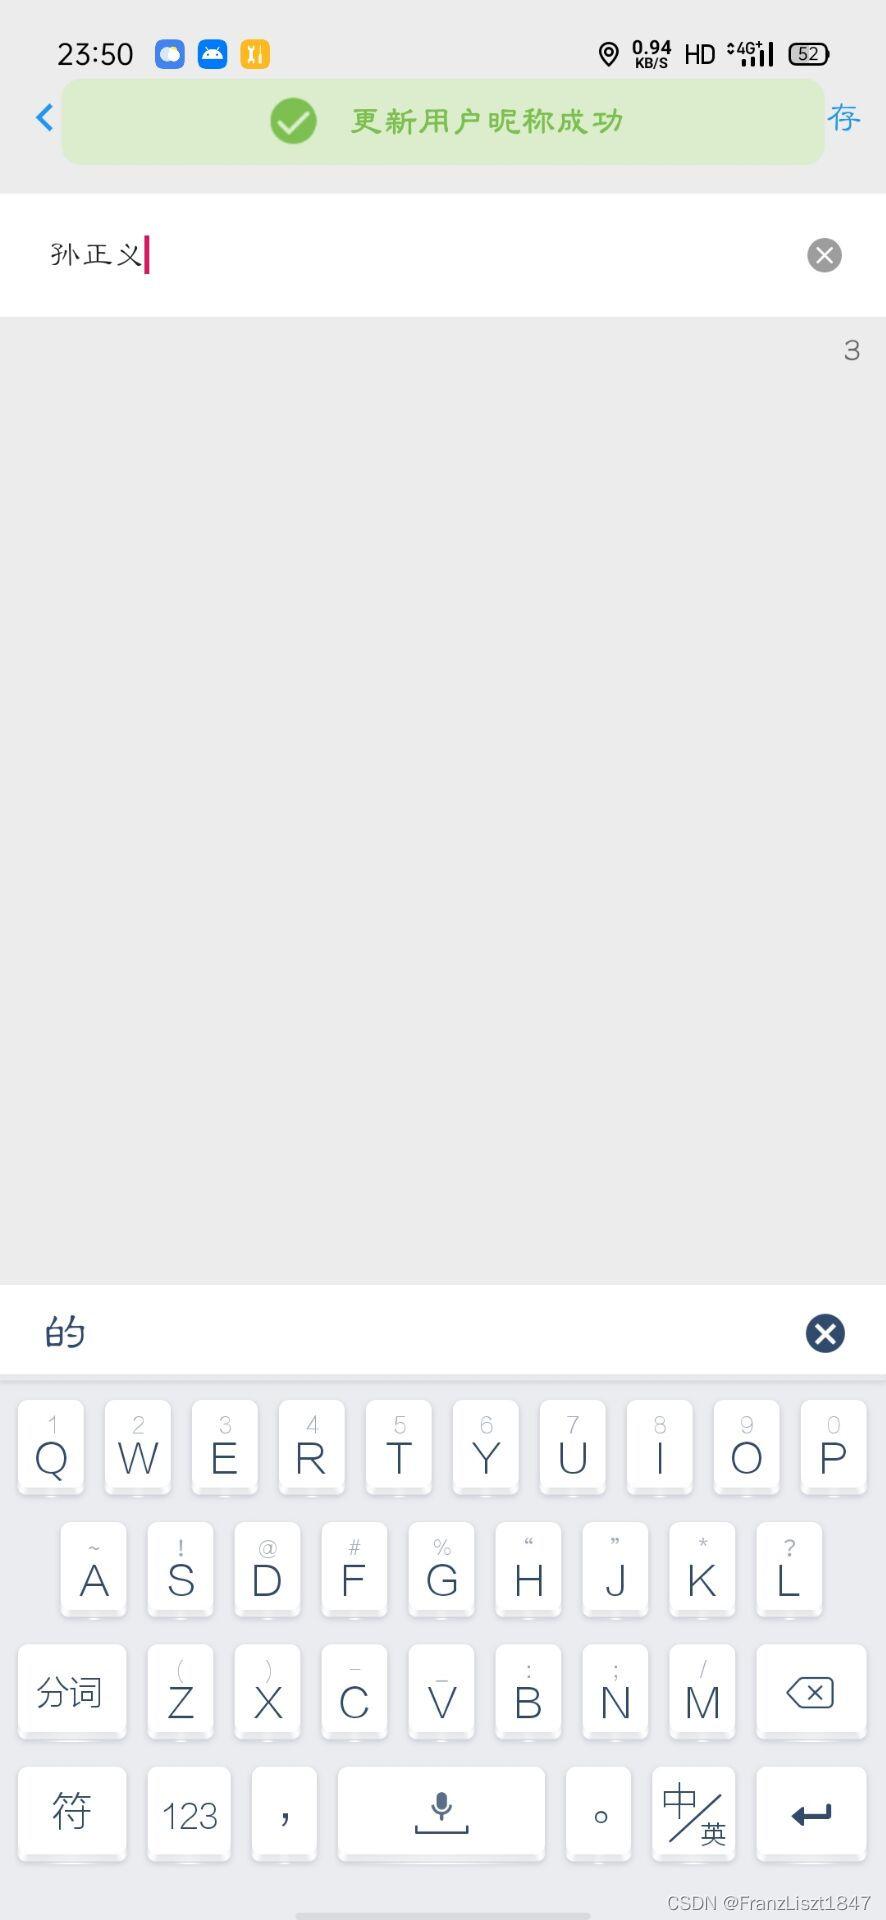 23:50 0.94 KB/S HD 4G+ 52
更新用户昵称成功 存
孙正义
3
的
1 2 3 4 5 6 7 8 9 0
Q W E R T Y U I O P
~ ! @ # % “ ” * ?
A S D F G H J K L
( ) – _ : ; /
分词 Z X C V B N M
符 123 , 。 中/英
CSDN @FranzLiszt1847